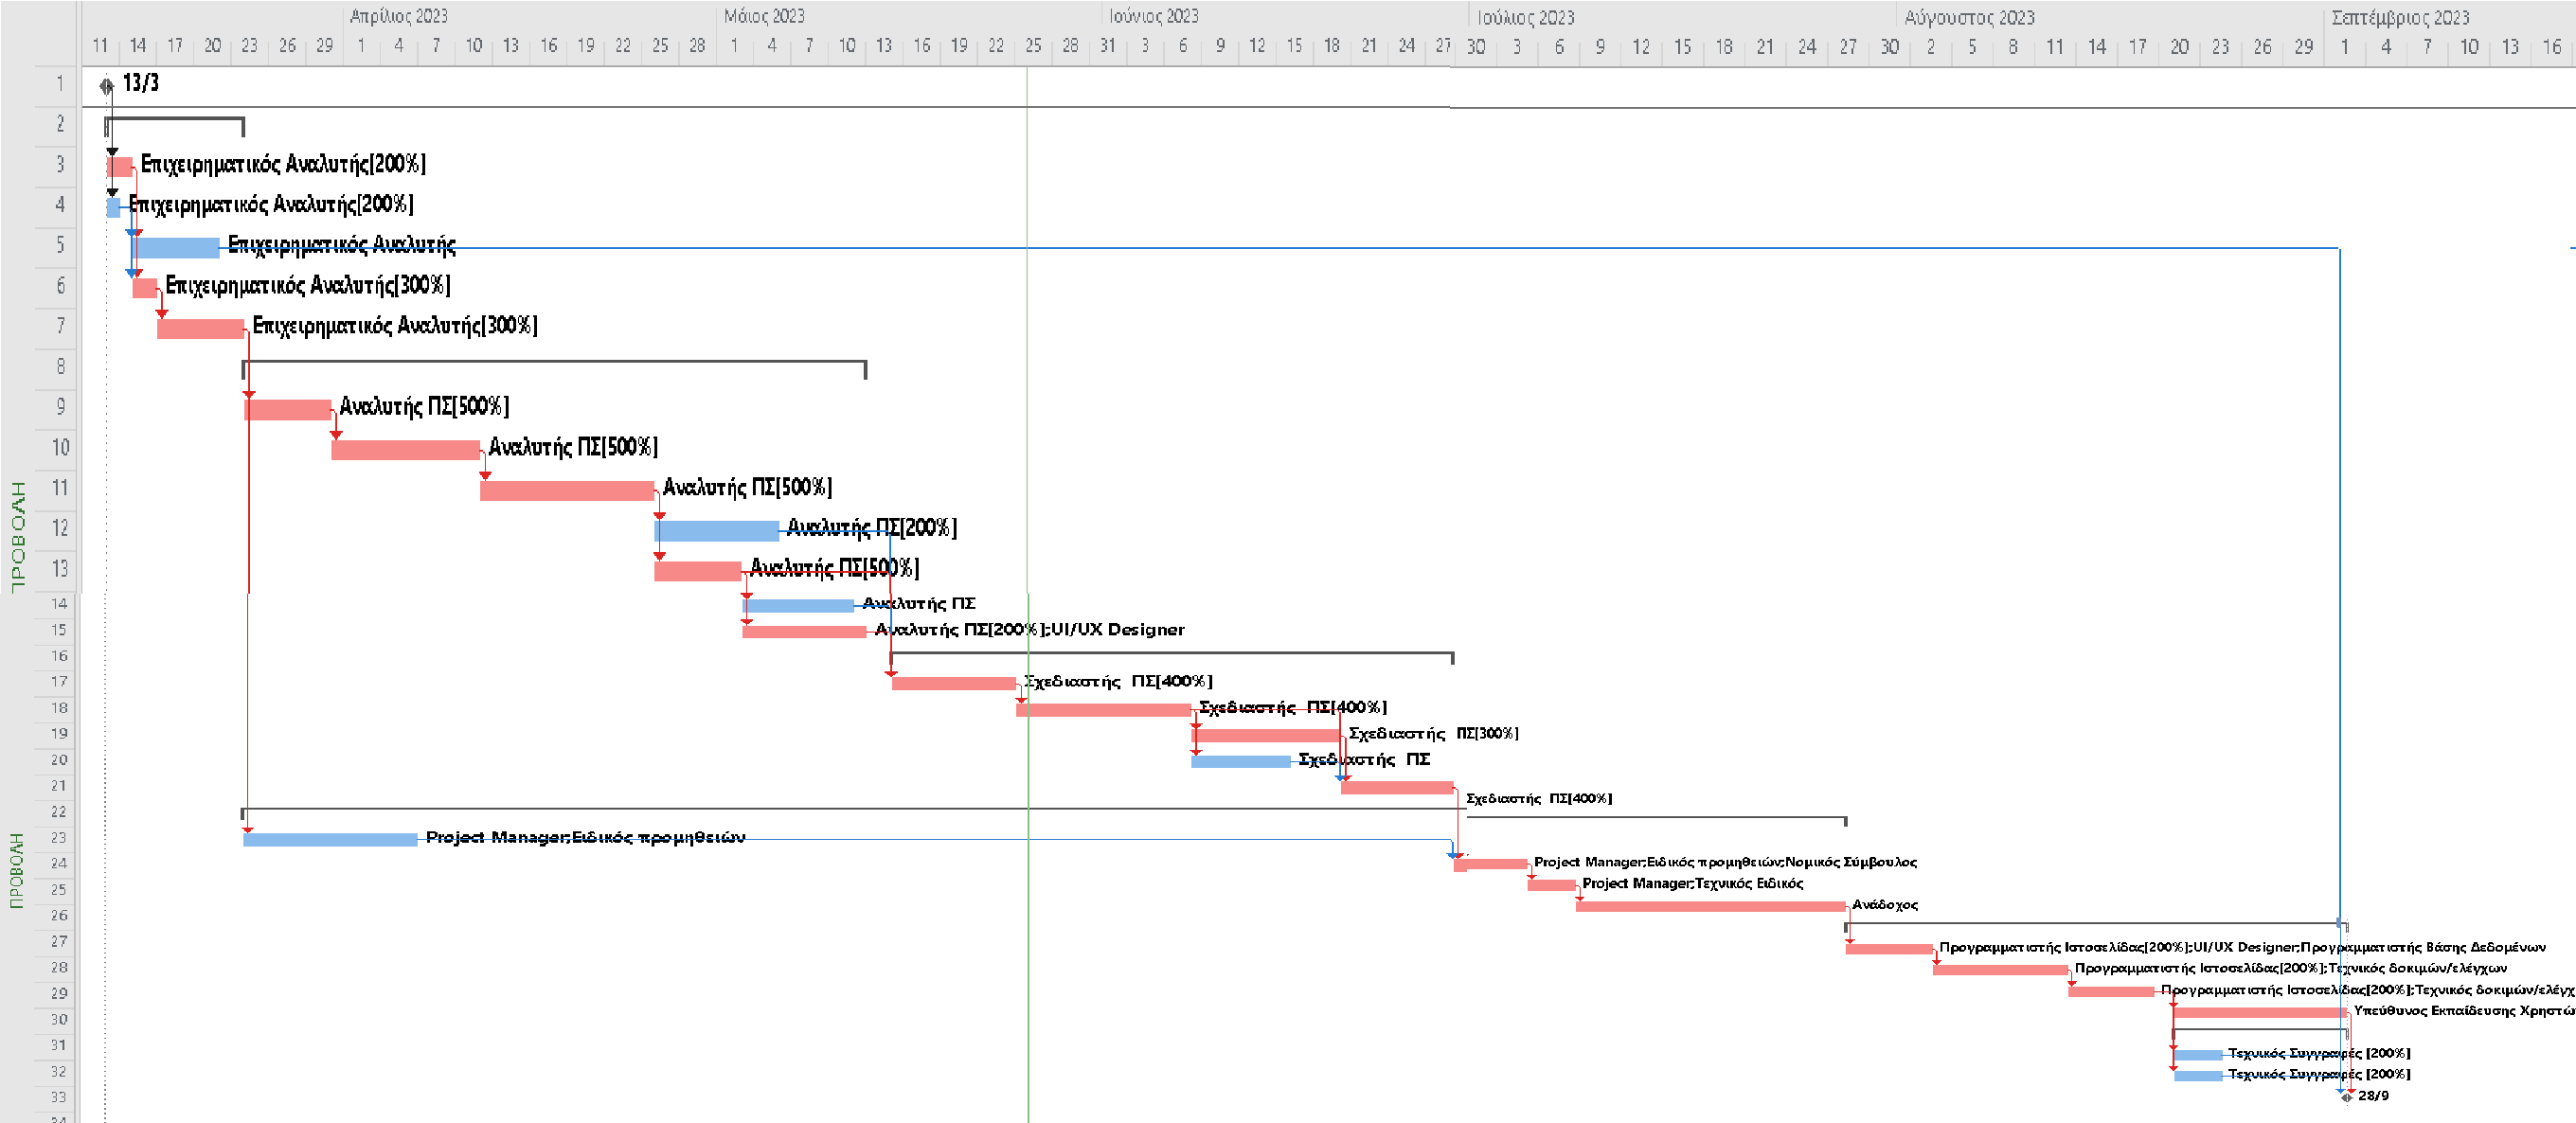 Απρίλιος 2023 Μάιος 2023 Ιούνιος 2023 Ιούλιος 2023 Αύγουστος 2023 Σεπτέμβριος 2023
11 14 17 20 23 26 29 1 4 7 10 13 16 19 22 25 28 1 4 7 10 13 16 19 22 25 28 31 3 6 9 12 15 18 21 24 27 30 3 6 9 12 15 18 21 24 27 30 2 5 8 11 14 17 20 23 26 29 1 4 7 10 13 16
1 13/3
2
3 Επιχειρηματικός Αναλυτής[200%]
4 Επιχειρηματικός Αναλυτής[200%]
5 Επιχειρηματικός Αναλυτής
6 Επιχειρηματικός Αναλυτής[300%]
7 Επιχειρηματικός Αναλυτής[300%]
8
9 Αναλυτής ΠΣ[500%]
10 Αναλυτής ΠΣ[500%]
11 Αναλυτής ΠΣ[500%]
12 Αναλυτής ΠΣ[200%]
13 Αναλυτής ΠΣ[500%]
ΠΡΟΒΟΛΗ
14 Αναλυτής ΠΣ
15 Αναλυτής ΠΣ[200%];UI/UX Designer
16
17 Σχεδιαστής ΠΣ[400%]
18 Σχεδιαστής ΠΣ[400%]
19 Σχεδιαστής ΠΣ[300%]
20 Σχεδιαστής ΠΣ
21
Σχεδιαστής ΠΣ[400%]
22
23 Project Manager;Ειδικός προμηθειών
24 Project Manager;Ειδικός προμηθειών;Νομικός Σύμβουλος
25 Project Manager;Τεχνικός Ειδικός
26 Ανάδοχος
ΠΡΟΒΟΛΗ
27 Προγραμματιστής Ιστοσελίδας[200%];UI/UX Designer;Προγραμματιστής Βάσης Δεδομένων
28 Προγραμματιστής Ιστοσελίδας[200%];Τεχνικός δοκιμών/ελέγχων
29 Προγραμματιστής Ιστοσελίδας[200%];Τεχνικός δοκιμών/ελέγχ
30 Υπεύθυνος Εκπαίδευσης Χρηστώ
31 Τεχνικός Συγγραφές [200%]
32 Τεχνικός Συγγραφές [200%]
33 28/9
34